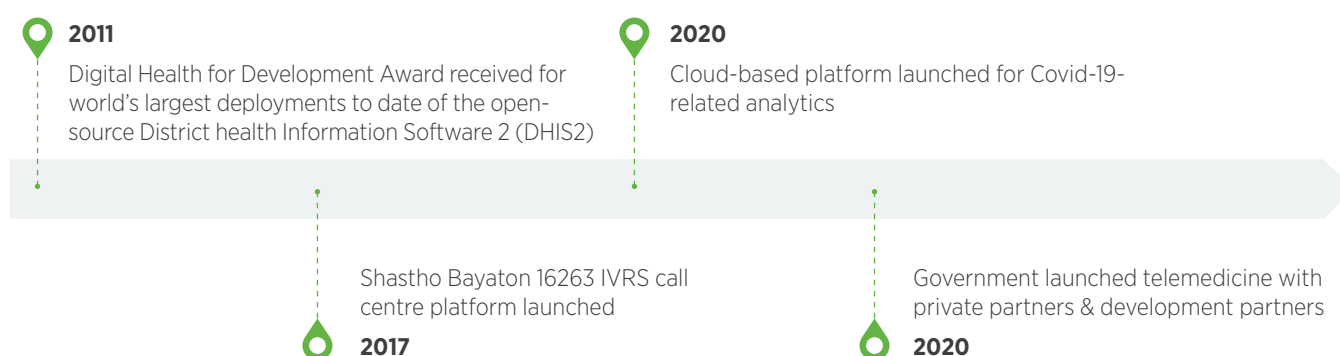 2011
Digital Health for Development Award received for
world's largest deployments to date of the open-
source District health Information Software 2 (DHIS2)
2020
Cloud-based platform launched for Covid-19-
related analytics
Shastho Bayaton 16263 IVRS call
centre platform launched
2017
Government launched telemedicine with
private partners & development partners
2020